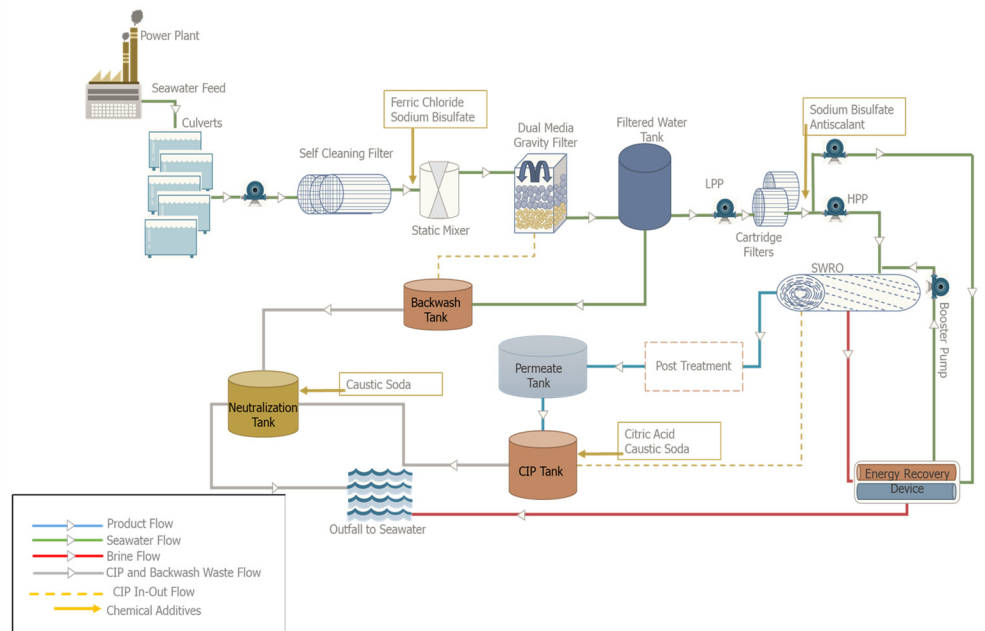 Power Plant
Seawater Feed
Culverts
Self Cleaning Filter
Ferric Chloride
Sodium Bisulfate
Static Mixer
Dual Media
Gravity Filter
Filtered Water
Tank
LPP
Cartridge
Filters
Sodium Bisulfate
Antiscalant
HPP
SWRO
Booster Pump
Backwash
Tank
Permeate
Tank
Post Treatment
Neutralization
Tank
Caustic Soda
CIP Tank
Citric Acid
Caustic Soda
Energy Recovery
Device
Outfall to Seawater
Product Flow
Seawater Flow
Brine Flow
CIP and Backwash Waste Flow
CIP In-Out Flow
Chemical Additives